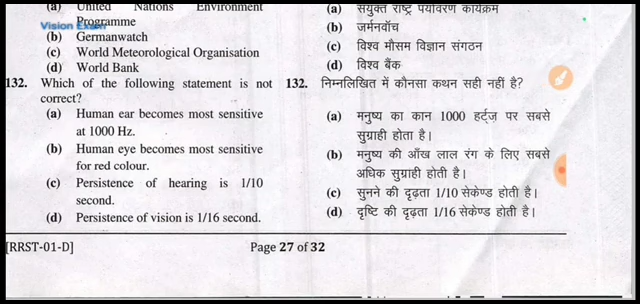 (a) United Nations Environment
Programme
Vision Exam
(b) Germanwatch
(c) World Meteorological Organisation
(d) World Bank
132. Which of the following statement is not
correct?
(a) Human ear becomes most sensitive
at 1000 Hz.
(b) Human eye becomes most sensitive
for red colour.
(c) Persistence of hearing is 1/10
second.
(d) Persistence of vision is 1/16 second.
(a) संयुक्त राष्ट्र पर्यावरण कार्यक्रम
(b) जर्मनवॉच
(c) विश्व मौसम विज्ञान संगठन
(d) विश्व बैंक
132. निम्नलिखित में कौनसा कथन सही नहीं है?
(a) मनुष्य का कान 1000 हर्ट्ज़ पर सबसे
सुग्राही होता है।
(b) मनुष्य की आँख लाल रंग के लिए सबसे
अधिक सुग्राही होती है।
(c) सुनने की दृढ़ता 1/10 सेकेण्ड होती है।
(d) दृष्टि की दृढ़ता 1/16 सेकेण्ड होती है।
[RRST-01-D]
Page 27 of 32